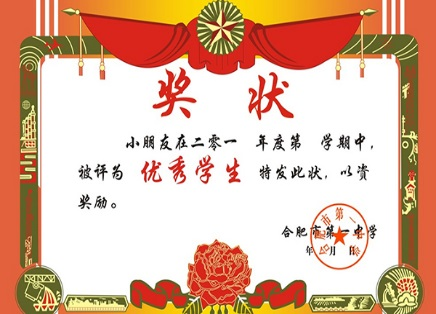 奖状
小朋友在二零一 年度第 学期中,
被评为 优秀学生 特发此状,以资
奖励。
合肥市第一中学
年 月 日